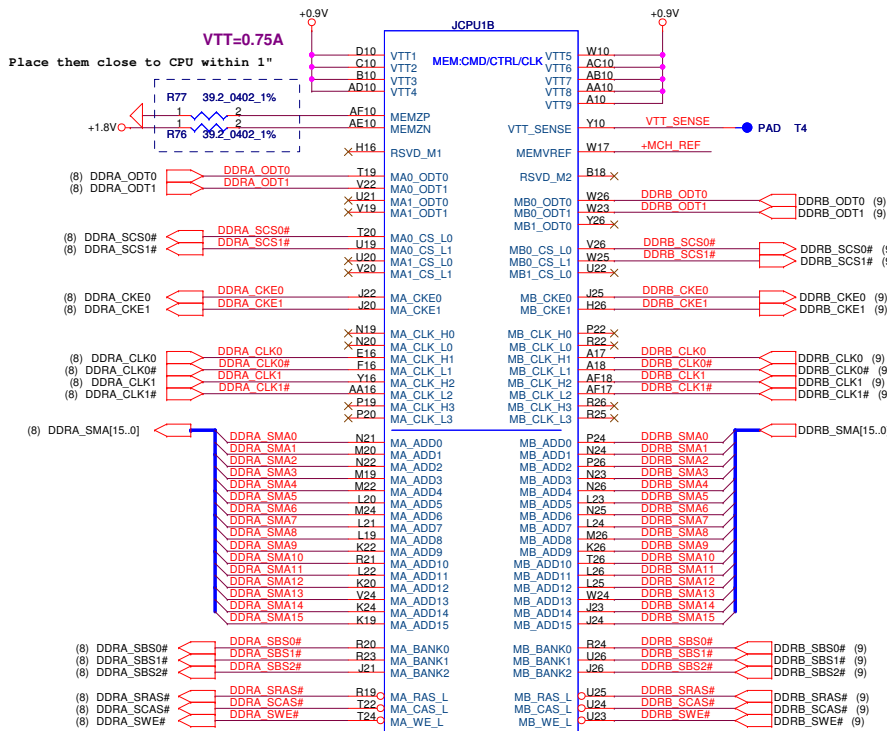 +0.9V JCPU1B +0.9V
VTT=0.75A
Place them close to CPU within 1"
MEM:CMD/CTRL/CLK
D10 VTT1 VTT5 W10
C10 VTT2 VTT6 AC10
B10 VTT3 VTT7 AB10
AD10 VTT4 VTT8 AA10
VTT9 A10
R77 39.2_0402_1%
1 2 AF10 MEMZP
+1.8V 1 2 AE10 MEMZN VTT_SENSE Y10 VTT_SENSE PAD T4
R76 39.2_0402_1%
H16 RSVD_M1 MEMVREF W17 +MCH_REF
(8) DDRA_ODT0 DDRA_ODT0 T19 MA0_ODT0 RSVD_M2 B18
(8) DDRA_ODT1 DDRA_ODT1 V22 MA0_ODT1
U21 MA1_ODT0 MB0_ODT0 W26 DDRB_ODT0 DDRB_ODT0 (9)
V19 MA1_ODT1 MB0_ODT1 W23 DDRB_ODT1 DDRB_ODT1 (9)
MB1_ODT0 Y26
(8) DDRA_SCS0# DDRA_SCS0# T20 MA0_CS_L0
(8) DDRA_SCS1# DDRA_SCS1# U19 MA0_CS_L1 MB0_CS_L0 V26 DDRB_SCS0# DDRB_SCS0# (9
U20 MA1_CS_L0 MB0_CS_L1 W25 DDRB_SCS1# DDRB_SCS1# (9
V20 MA1_CS_L1 MB1_CS_L0 U22
(8) DDRA_CKE0 DDRA_CKE0 J22 MA_CKE0 MB_CKE0 J25 DDRB_CKE0 DDRB_CKE0 (9)
(8) DDRA_CKE1 DDRA_CKE1 J20 MA_CKE1 MB_CKE1 H26 DDRB_CKE1 DDRB_CKE1 (9)
N19 MA_CLK_H0 MB_CLK_H0 P22
N20 MA_CLK_L0 MB_CLK_L0 R22
(8) DDRA_CLK0 DDRA_CLK0 E16 MA_CLK_H1 MB_CLK_H1 A17 DDRB_CLK0 DDRB_CLK0 (9)
(8) DDRA_CLK0# DDRA_CLK0# F16 MA_CLK_L1 MB_CLK_L1 A18 DDRB_CLK0# DDRB_CLK0# (9)
(8) DDRA_CLK1 DDRA_CLK1 Y16 MA_CLK_H2 MB_CLK_H2 AF18 DDRB_CLK1 DDRB_CLK1 (9)
(8) DDRA_CLK1# DDRA_CLK1# AA16 MA_CLK_L2 MB_CLK_L2 AF17 DDRB_CLK1# DDRB_CLK1# (9)
P19 MA_CLK_H3 MB_CLK_H3 R26
P20 MA_CLK_L3 MB_CLK_L3 R25
(8) DDRA_SMA[15..0] DDRB_SMA[15..0
DDRA_SMA0 N21 MA_ADD0 MB_ADD0 P24 DDRB_SMA0
DDRA_SMA1 M20 MA_ADD1 MB_ADD1 N24 DDRB_SMA1
DDRA_SMA2 N22 MA_ADD2 MB_ADD2 P26 DDRB_SMA2
DDRA_SMA3 M19 MA_ADD3 MB_ADD3 N23 DDRB_SMA3
DDRA_SMA4 M22 MA_ADD4 MB_ADD4 N26 DDRB_SMA4
DDRA_SMA5 L20 MA_ADD5 MB_ADD5 L23 DDRB_SMA5
DDRA_SMA6 M24 MA_ADD6 MB_ADD6 N25 DDRB_SMA6
DDRA_SMA7 L21 MA_ADD7 MB_ADD7 L24 DDRB_SMA7
DDRA_SMA8 L19 MA_ADD8 MB_ADD8 M26 DDRB_SMA8
DDRA_SMA9 K22 MA_ADD9 MB_ADD9 K26 DDRB_SMA9
DDRA_SMA10 R21 MA_ADD10 MB_ADD10 T26 DDRB_SMA10
DDRA_SMA11 L22 MA_ADD11 MB_ADD11 L26 DDRB_SMA11
DDRA_SMA12 K20 MA_ADD12 MB_ADD12 L25 DDRB_SMA12
DDRA_SMA13 V24 MA_ADD13 MB_ADD13 W24 DDRB_SMA13
DDRA_SMA14 K24 MA_ADD14 MB_ADD14 J23 DDRB_SMA14
DDRA_SMA15 K19 MA_ADD15 MB_ADD15 J24 DDRB_SMA15
(8) DDRA_SBS0# DDRA_SBS0# R20 MA_BANK0 MB_BANK0 R24 DDRB_SBS0# DDRB_SBS0# (9)
(8) DDRA_SBS1# DDRA_SBS1# R23 MA_BANK1 MB_BANK1 U26 DDRB_SBS1# DDRB_SBS1# (9)
(8) DDRA_SBS2# DDRA_SBS2# J21 MA_BANK2 MB_BANK2 J26 DDRB_SBS2# DDRB_SBS2# (9)
(8) DDRA_SRAS# DDRA_SRAS# R19 MA_RAS_L MB_RAS_L U25 DDRB_SRAS# DDRB_SRAS# (9)
(8) DDRA_SCAS# DDRA_SCAS# T22 MA_CAS_L MB_CAS_L U24 DDRB_SCAS# DDRB_SCAS# (9)
(8) DDRA_SWE# DDRA_SWE# T24 MA_WE_L MB_WE_L U23 DDRB_SWE# DDRB_SWE# (9)